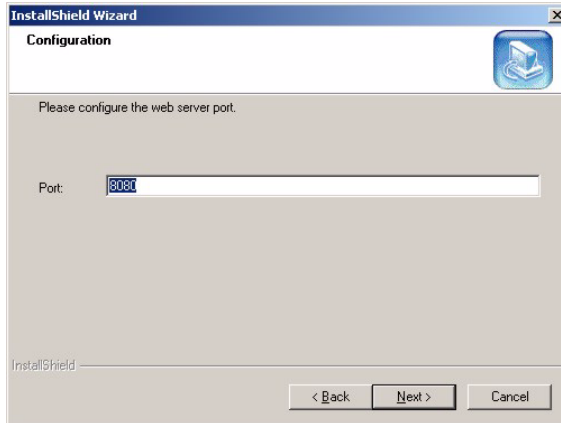 InstallShield Wizard
Configuration
Please configure the web server port.
Port: 8080
InstallShield
< Back Next > Cancel